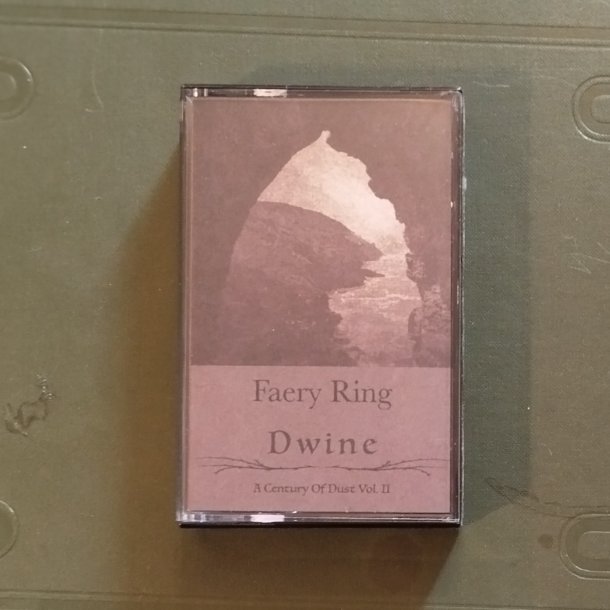 Faery Ring
Dwine
A Century Of Dust Vol. II